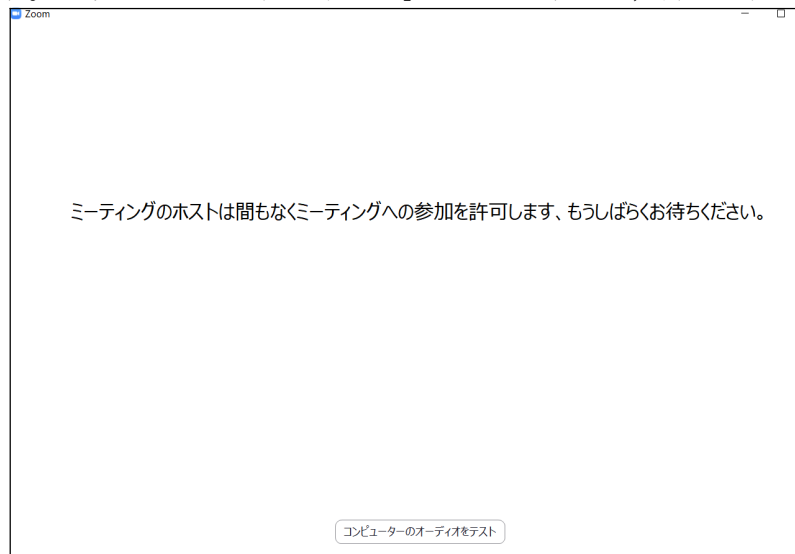 Zoom
ミーティングのホストは間もなくミーティングへの参加を許可します、もうしばらくお待ちください。
コンピューターのオーディオをテスト